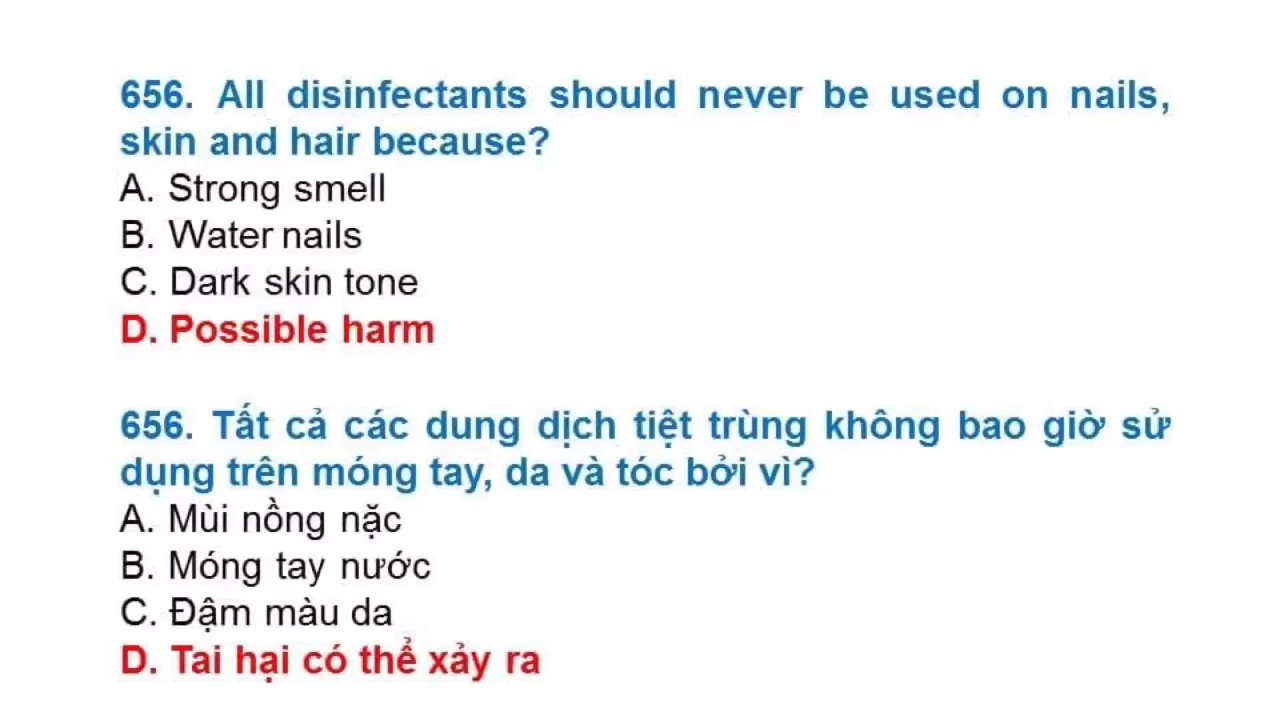 656. All disinfectants should never be used on nails,
skin and hair because?
A. Strong smell
B. Water nails
C. Dark skin tone
D. Possible harm
656. Tất cả các dung dịch tiệt trùng không bao giờ sử
dụng trên móng tay, da và tóc bởi vì?
A. Mùi nồng nặc
B. Móng tay nước
C. Đậm màu da
D. Tai hại có thể xảy ra